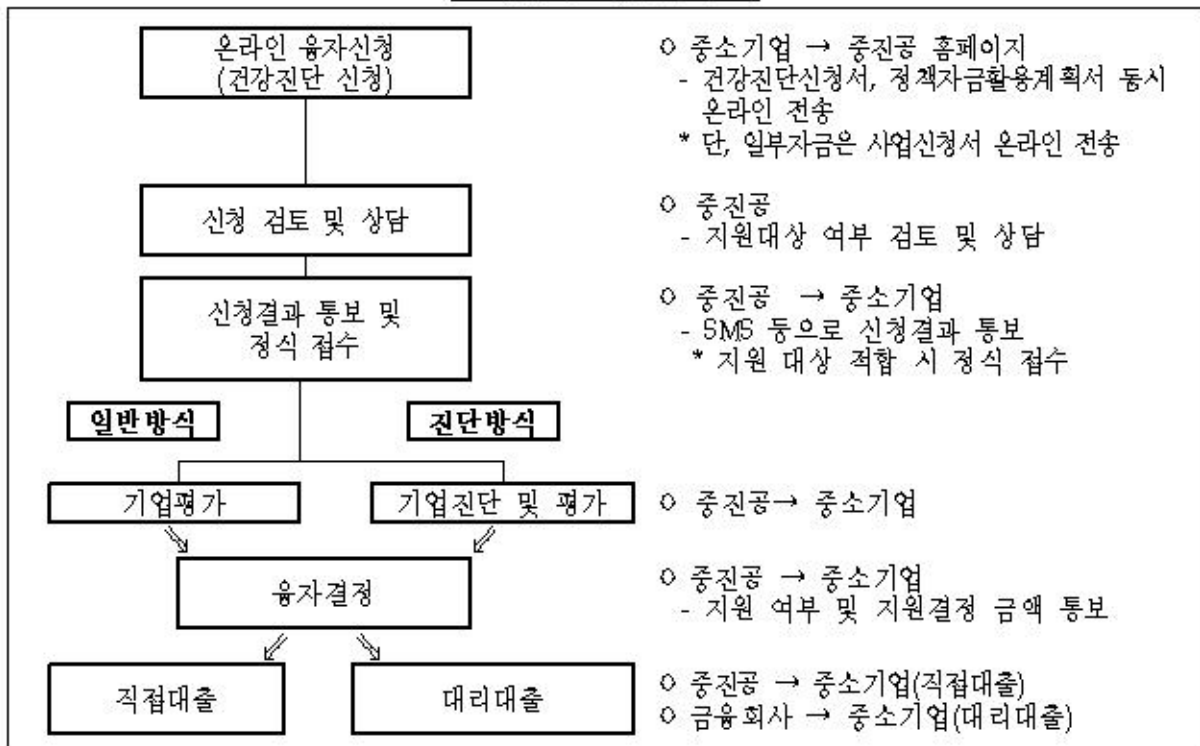 온라인 융자신청
(건강진단 신청)
○ 중소기업 → 중진공 홈페이지
- 건강진단신청서, 정책자금활용계획서 동시
온라인 전송
* 단, 일부자금은 사업신청서 온라인 전송
신청 검토 및 상담
○ 중진공
- 지원대상 여부 검토 및 상담
신청결과 통보 및
정식 접수
○ 중진공 → 중소기업
- SMS 등으로 신청결과 통보
* 지원 대상 적합 시 정식 접수
일반방식
진단방식
기업평가
기업진단 및 평가
○ 중진공→ 중소기업
융자결정
○ 중진공 → 중소기업
- 지원 여부 및 지원결정 금액 통보
직접대출
대리대출
○ 중진공 → 중소기업(직접대출)
○ 금융회사 → 중소기업(대리대출)